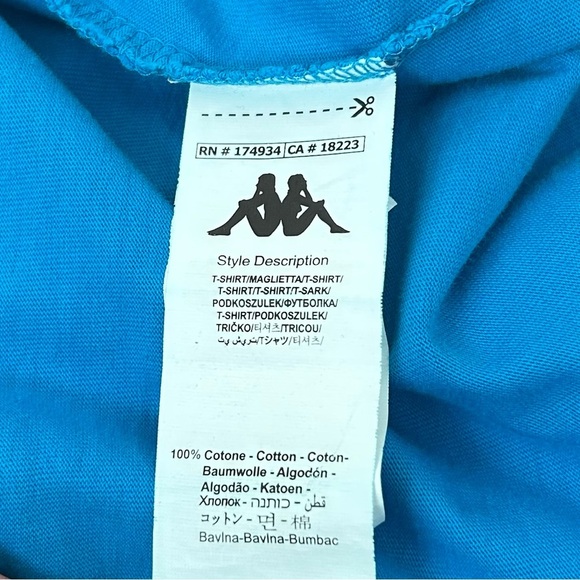 RN # 174934 CA # 18223
Style Description
T-SHIRT/MAGLIETTA/T-SHIRT/
T-SHIRT/T-SHIRT/T-SARK/
PODKOSZULEK/ФУТБОЛКА/
T-SHIRT/PODKOSZULEK/
TRIČKO/티셔츠/TRICOU/
تي شيرت/Tシャツ/티셔츠/
100% Cotone - Cotton - Coton-
Baumwolle - Algodón -
Algodão - Katoen -
Хлопок - כותנה - قطن
コットン - 면 - 棉
Bavlna-Bavlna-Bumbac